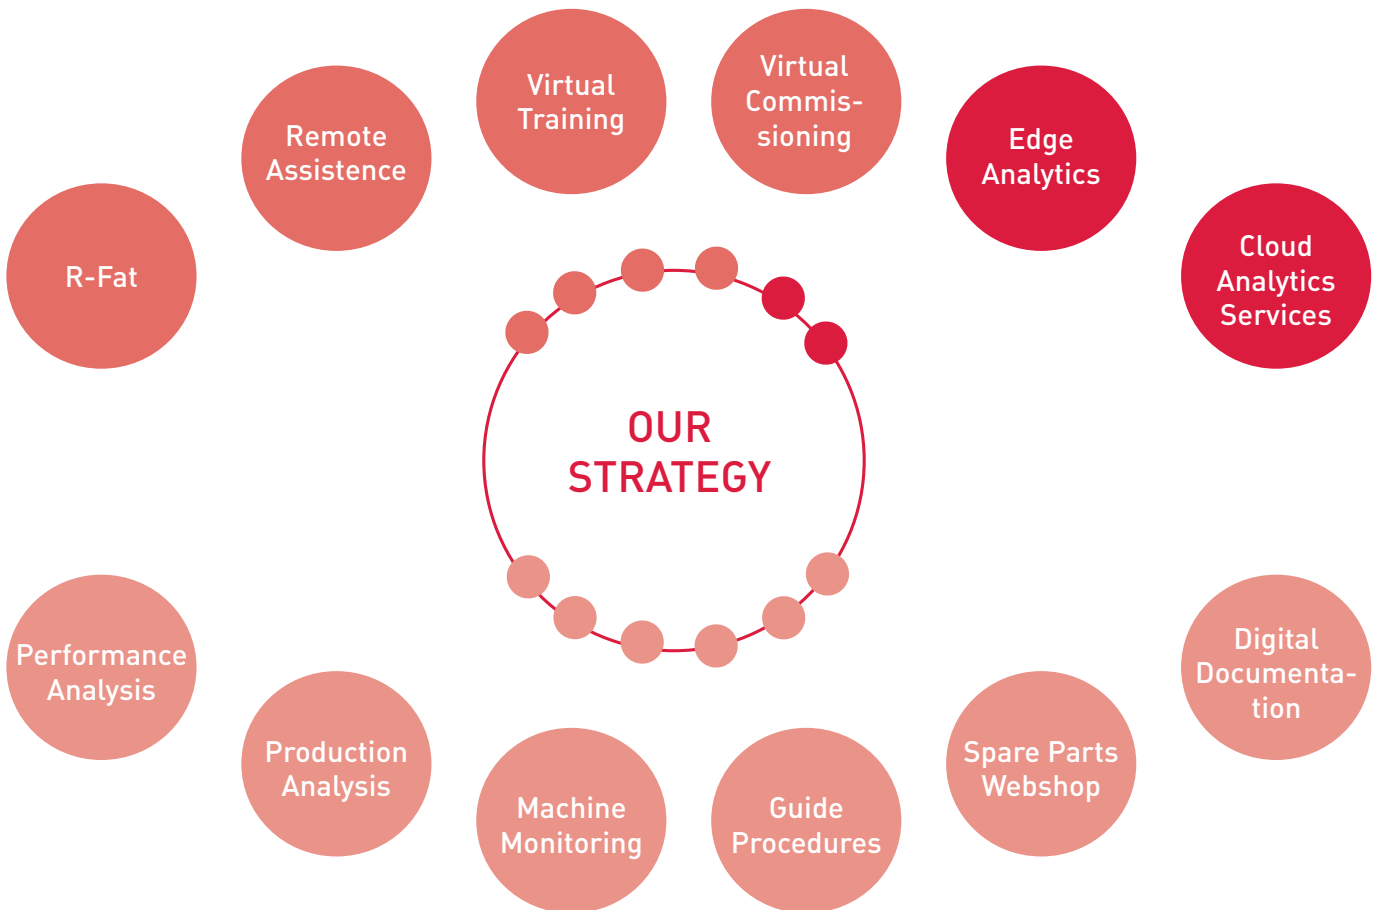 Virtual
Training
Virtual
Commis-
sioning
Remote
Assistence
Edge
Analytics
R-Fat
Cloud
Analytics
Services
OUR
STRATEGY
Performance
Analysis
Digital
Documenta-
tion
Production
Analysis
Spare Parts
Webshop
Machine
Monitoring
Guide
Procedures